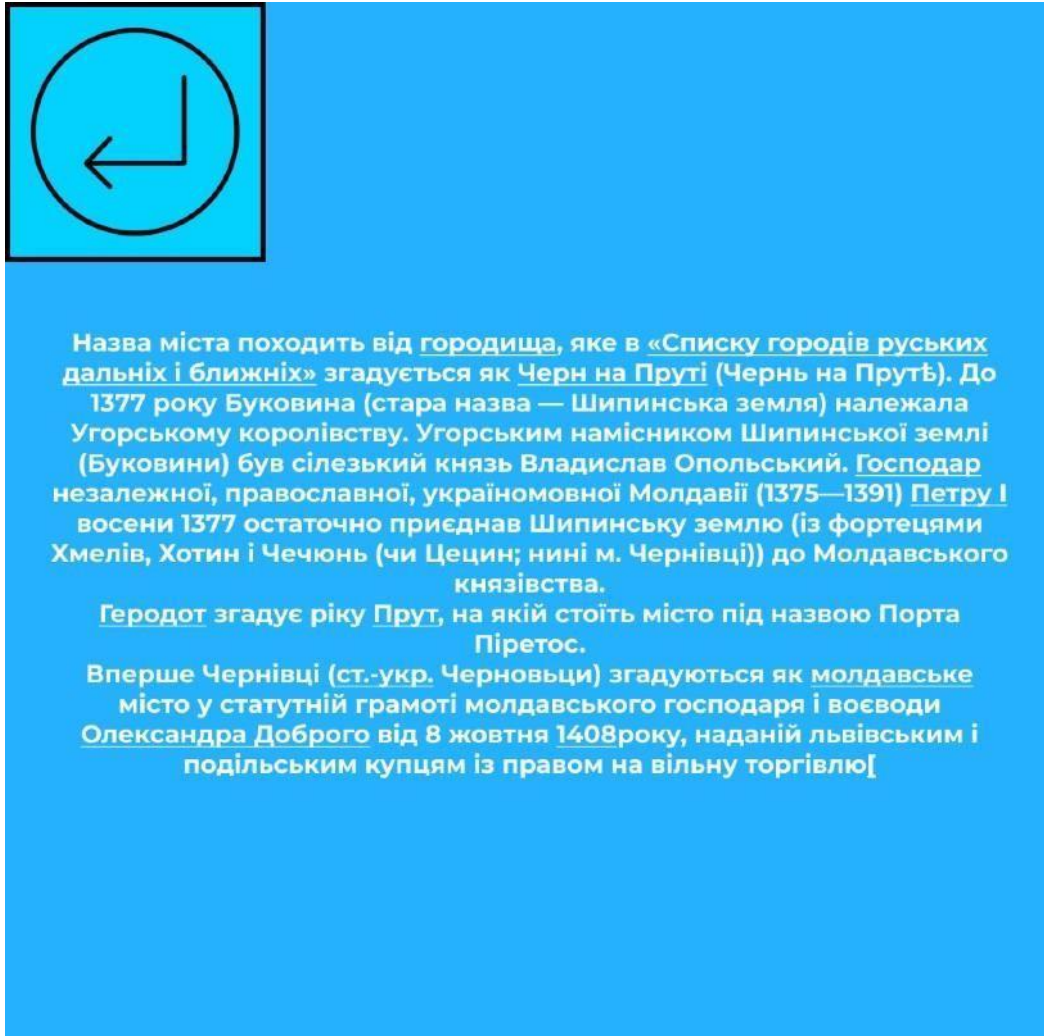 Назва міста походить від городища, яке в «Списку городів руських
дальніх і ближніх» згадується як Черн на Пруті (Чернь на Прутѣ). До
1377 року Буковина (стара назва — Шипинська земля) належала
Угорському королівству. Угорським намісником Шипинської землі
(Буковини) був сілезький князь Владислав Опольський. Господар
незалежної, православної, україномовної Молдавії (1375—1391) Петру I
восени 1377 остаточно приєднав Шипинську землю (із фортецями
Хмелів, Хотин і Чечюнь (чи Цецин; нині м. Чернівці)) до Молдавського
князівства.
Геродот згадує ріку Прут, на якій стоїть місто під назвою Порта
Піретос.
Вперше Чернівці (ст.-укр. Черновьци) згадуються як молдавське
місто у статутній грамоті молдавського господаря і воєводи
Олександра Доброго від 8 жовтня 1408року, наданій львівським і
подільським купцям із правом на вільну торгівлю[